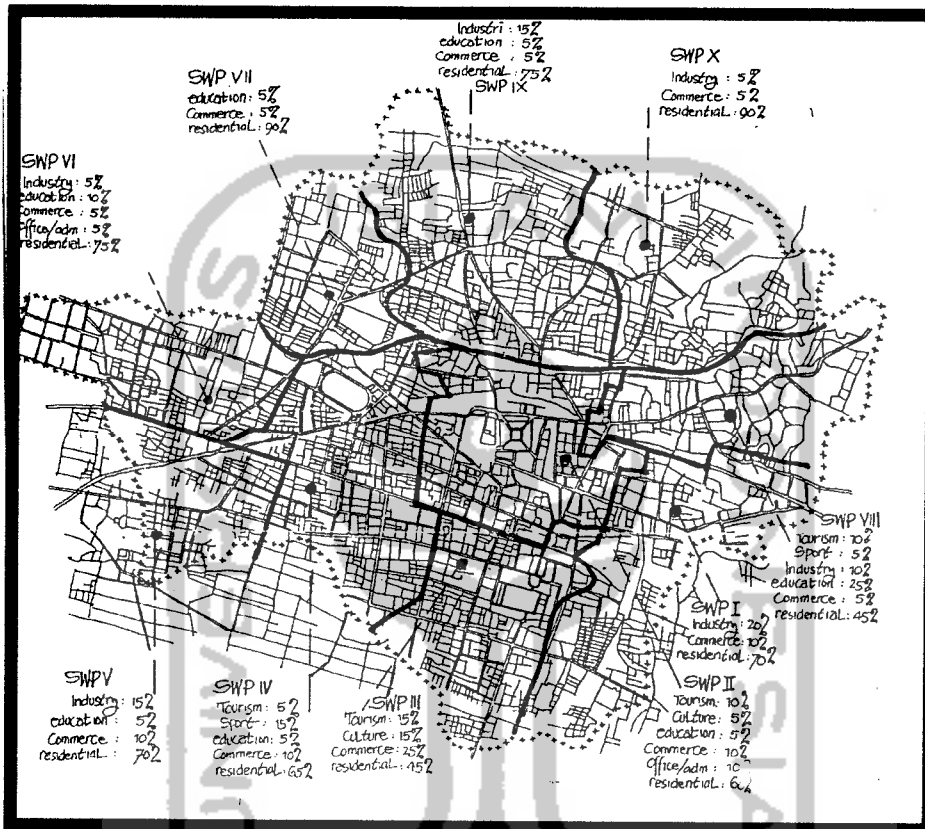 Industri : 15%
education : 5%
Commerce : 5%
residential : 75%
SWP IX
SWP X
Industry : 5%
Commerce : 5%
residential : 90%
SWP VII
education : 5%
Commerce : 5%
residential : 90%
SWP VI
Industry : 5%
education : 10%
Commerce : 5%
Office/adm : 5%
residential : 75%
SWP VIII
Tourism : 10%
Sport : 5%
Industry : 10%
education : 25%
Commerce : 5%
residential : 45%
SWP I
Industry : 20%
Commerce : 10%
residential : 70%
SWP II
Tourism : 10%
Culture : 5%
education : 5%
Commerce : 10%
Office/adm : 10
residential :
SWP III
Tourism : 15%
Culture : 15%
Commerce : 25%
residential : 45%
SWP IV
Tourism : 5%
Sport : 15%
education : 5%
Commerce : 10%
residential : 65%
SWP V
Industry : 15%
education : 5%
Commerce : 10%
residential : 70%